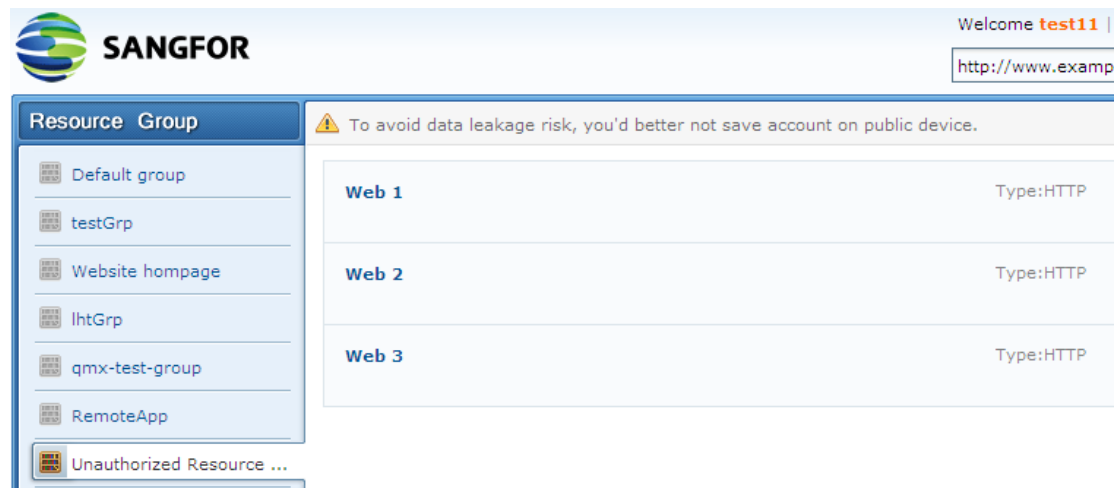 SANGFOR
Welcome test11 |
http://www.examp
Resource Group
To avoid data leakage risk, you'd better not save account on public device.
Default group
testGrp
Website hompage
lhtGrp
qmx-test-group
RemoteApp
Unauthorized Resource ...
Web 1 Type:HTTP
Web 2 Type:HTTP
Web 3 Type:HTTP